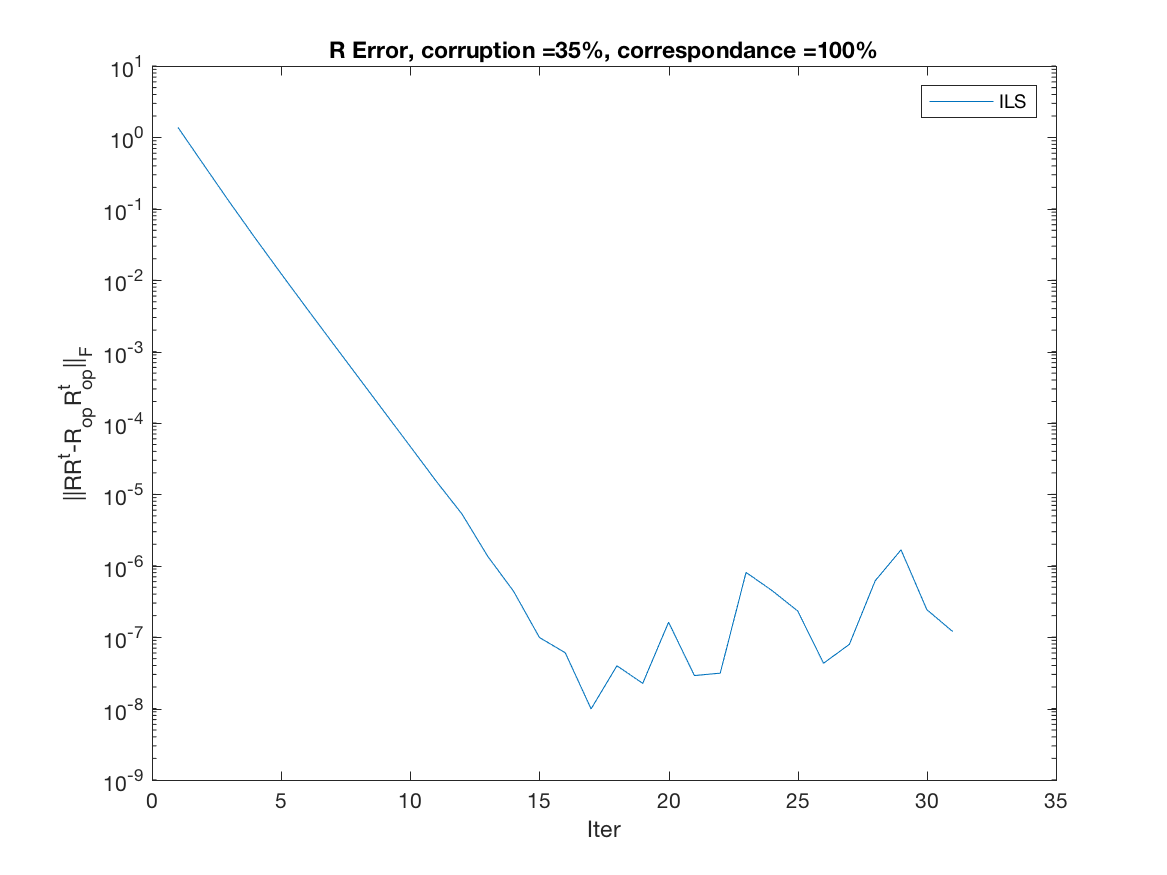 R Error, corruption =35%, correspondance =100%
ILS
10^1
10^0
10^-1
10^-2
10^-3
10^-4
10^-5
10^-6
10^-7
10^-8
10^-9
||RR^t-R_op R_op^t||_F
0 5 10 15 20 25 30 35
Iter